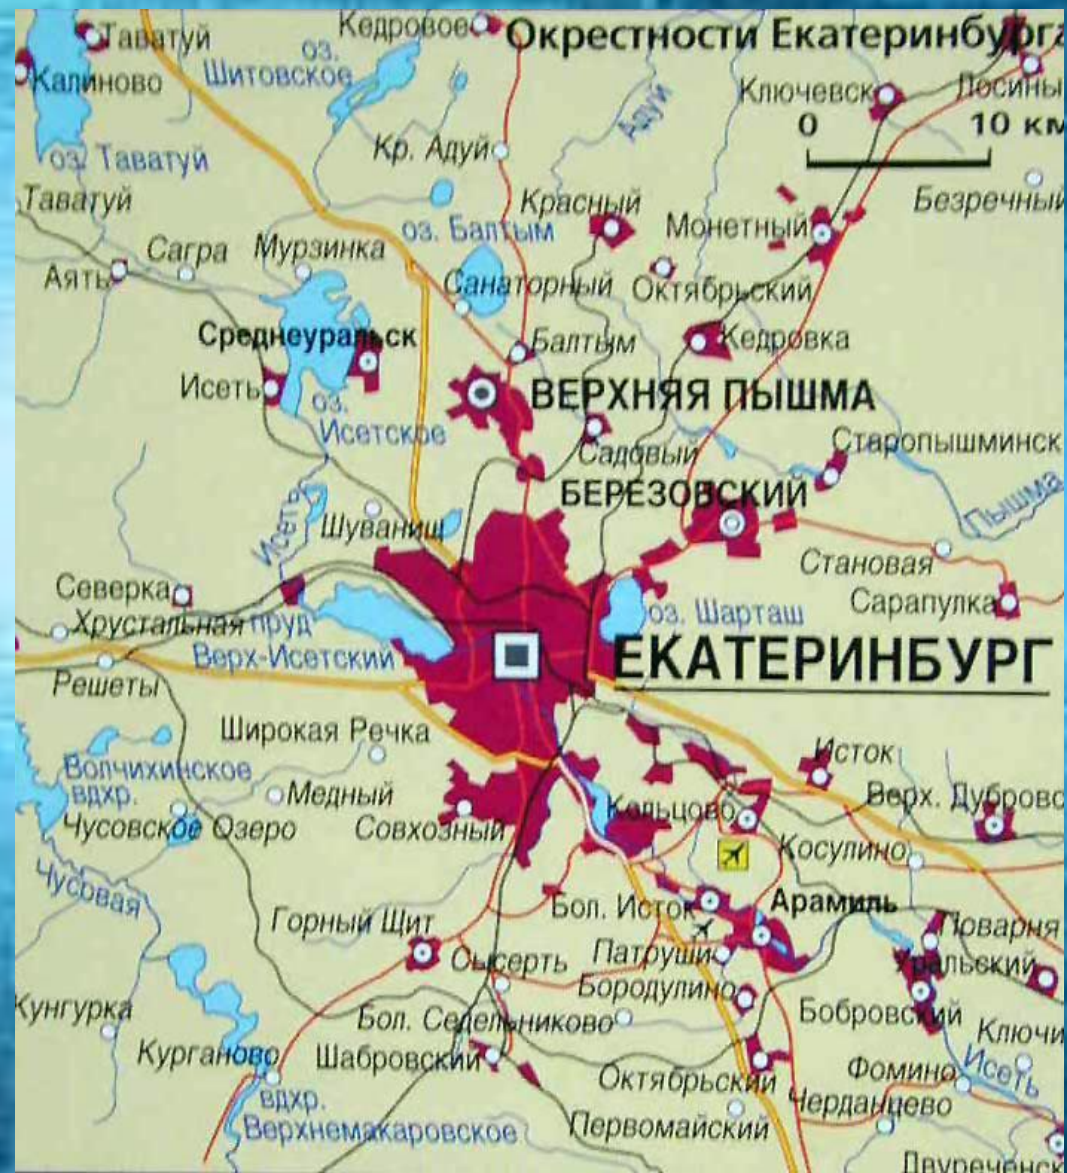 Окрестности Екатеринбурга
Таватуй
Кедровое
оз.
Шитовское
Калиново
Ключевск
Лосины
0 10 км
Адуй
Кр. Адуй
оз. Таватуй
Таватуй
Безречный
Красный
Монетный
оз. Балтым
Сагра
Мурзинка
Аять
Санаторный
Октябрьский
Среднеуральск
Балтым
Кедровка
Исеть
ВЕРХНЯЯ ПЫШМА
оз.
Исетское
Садовый
Старопышминск
БЕРЁЗОВСКИЙ
Пышма
Исеть
Шувакиш
Становая
Северка
Сарапулка
Хрустальная
пруд
Верх-Исетский
оз. Шарташ
ЕКАТЕРИНБУРГ
Решеты
Широкая Речка
Исток
Волчихинское
вдхр.
Медный
Верх. Дуброво
Чусовское Озеро
Совхозный
Кольцово
Косулино
Чусовая
Бол. Исток
Арамиль
Горный Щит
Поварня
Сысерть
Патруши
Уральский
Бородулино
Кунгурка
Бол. Седельниково
Бобровский
Ключи
Курганово
Шабровский
Октябрьский
Фомино
Исеть
вдхр.
Верхнемакаровское
Черданцево
Первомайский
Двуреченск